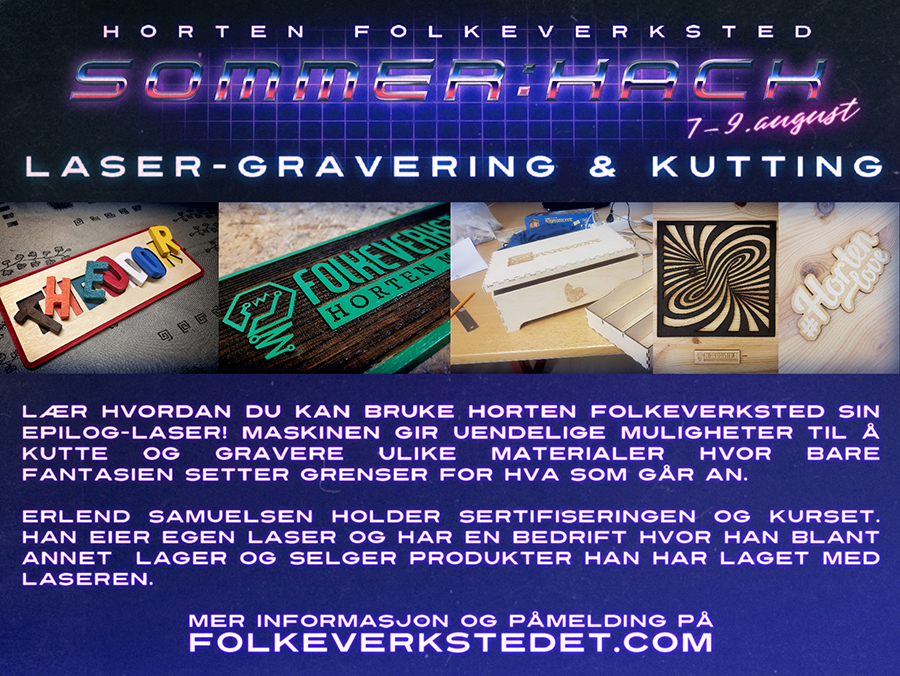 HORTEN FOLKEVERKSTED
SOMMER:HACK
7-9.august
LASER-GRAVERING & KUTTING
THEODOR
FOLKEVERKS
HORTEN M
#Horten
love
LÆR HVORDAN DU KAN BRUKE HORTEN FOLKEVERKSTED SIN
EPILOG-LASER! MASKINEN GIR UENDELIGE MULIGHETER TIL Å
KUTTE OG GRAVERE ULIKE MATERIALER HVOR BARE
FANTASIEN SETTER GRENSER FOR HVA SOM GÅR AN.
ERLEND SAMUELSEN HOLDER SERTIFISERINGEN OG KURSET.
HAN EIER EGEN LASER OG HAR EN BEDRIFT HVOR HAN BLANT
ANNET LAGER OG SELGER PRODUKTER HAN HAR LAGET MED
LASEREN.
MER INFORMASJON OG PÅMELDING PÅ
FOLKEVERKSTEDET.COM